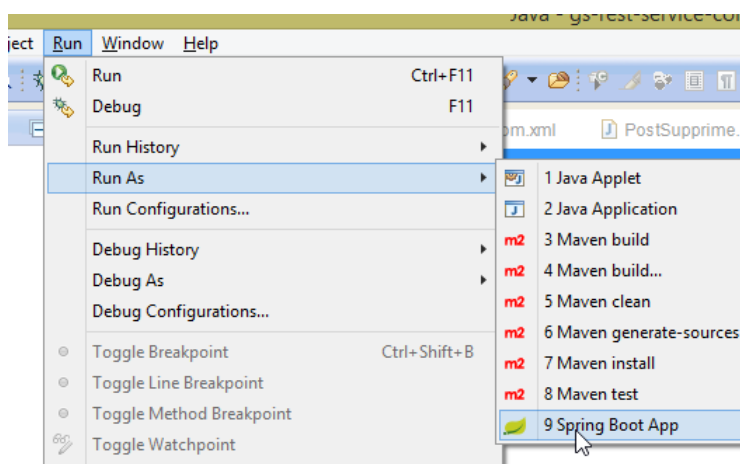 Java - gs-rest-service-co
ject Run Window Help
Run Ctrl+F11
Debug F11
om.xml PostSupprime.
Run History
Run As
Run Configurations...
Debug History
Debug As
Debug Configurations...
Toggle Breakpoint Ctrl+Shift+B
Toggle Line Breakpoint
Toggle Method Breakpoint
Toggle Watchpoint
1 Java Applet
2 Java Application
m2 3 Maven build
m2 4 Maven build...
m2 5 Maven clean
m2 6 Maven generate-sources
m2 7 Maven install
m2 8 Maven test
9 Spring Boot App